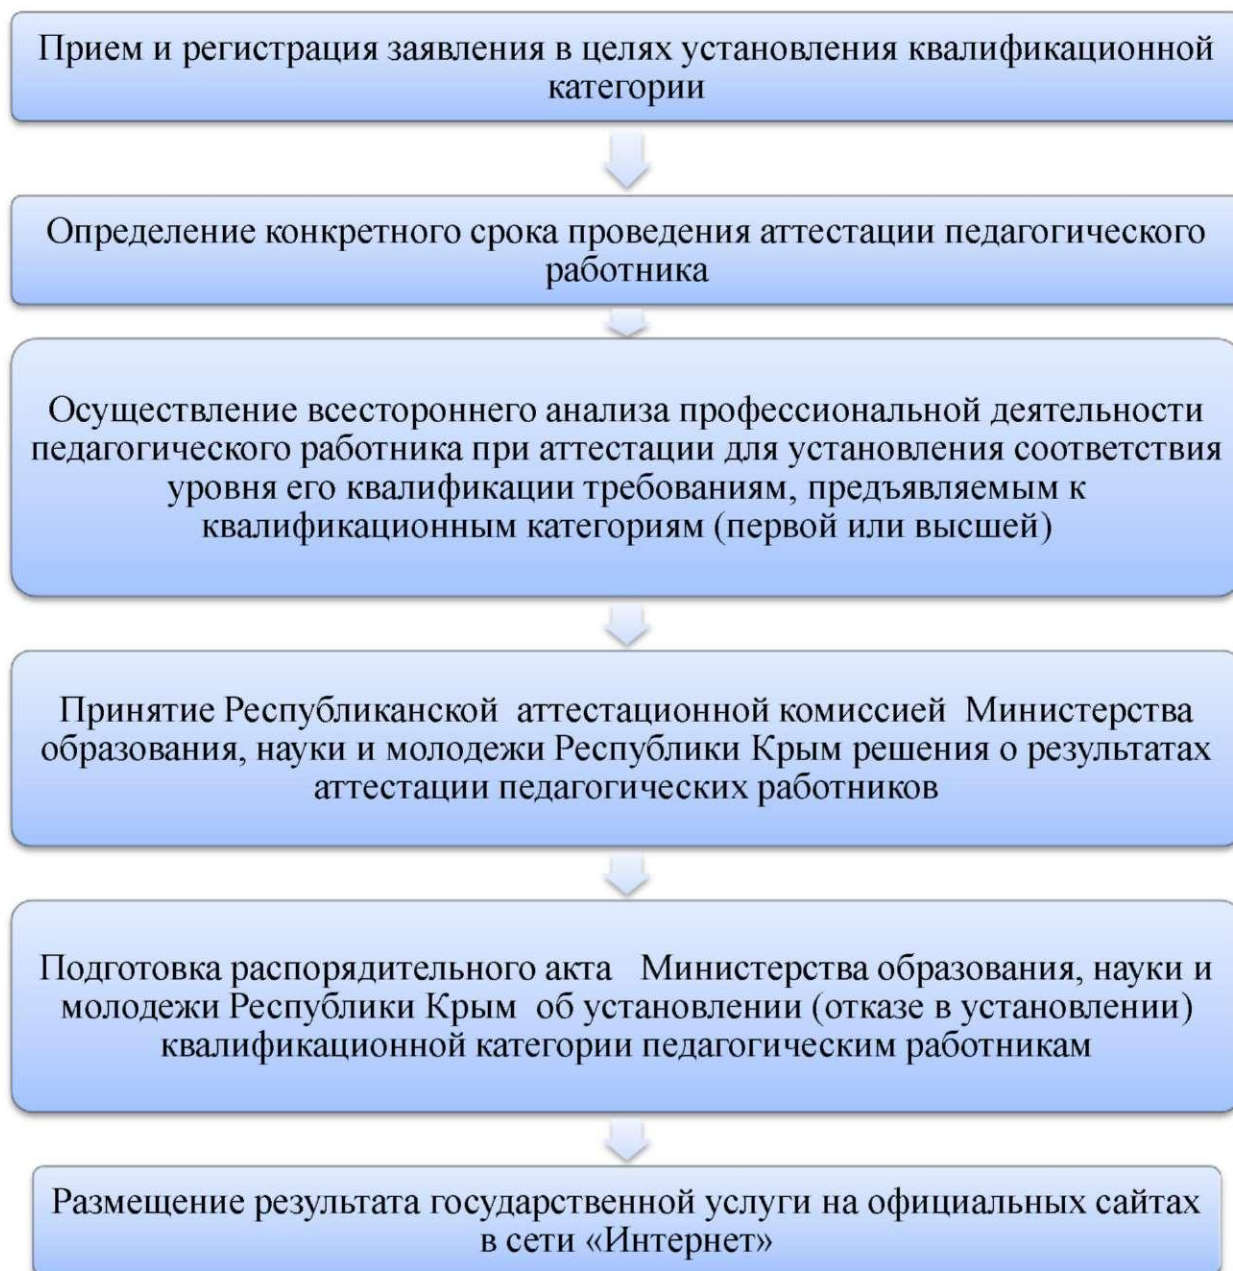 Прием и регистрация заявления в целях установления квалификационной
категории
Определение конкретного срока проведения аттестации педагогического
работника
Осуществление всестороннего анализа профессиональной деятельности
педагогического работника при аттестации для установления соответствия
уровня его квалификации требованиям, предъявляемым к
квалификационным категориям (первой или высшей)
Принятие Республиканской аттестационной комиссией Министерства
образования, науки и молодежи Республики Крым решения о результатах
аттестации педагогических работников
Подготовка распорядительного акта Министерства образования, науки и
молодежи Республики Крым об установлении (отказе в установлении)
квалификационной категории педагогическим работникам
Размещение результата государственной услуги на официальных сайтах
в сети «Интернет»